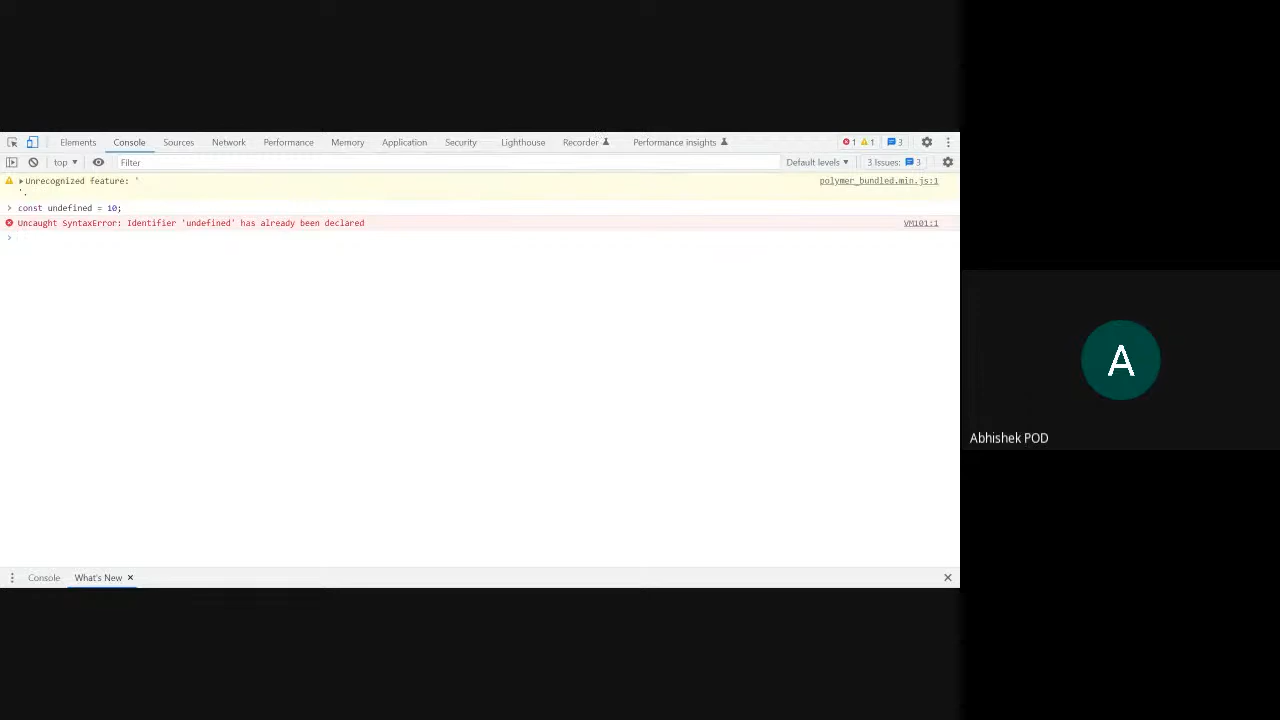 Elements Console Sources Network Performance Memory Application Security Lighthouse Recorder Performance insights 1 1 3
top Filter Default levels 3 Issues: 3
Unrecognized feature: ' polymer_bundled.min.js:1
'.
> const undefined = 10;
Uncaught SyntaxError: Identifier 'undefined' has already been declared VM101:1
>
A
Abhishek POD
Console What's New